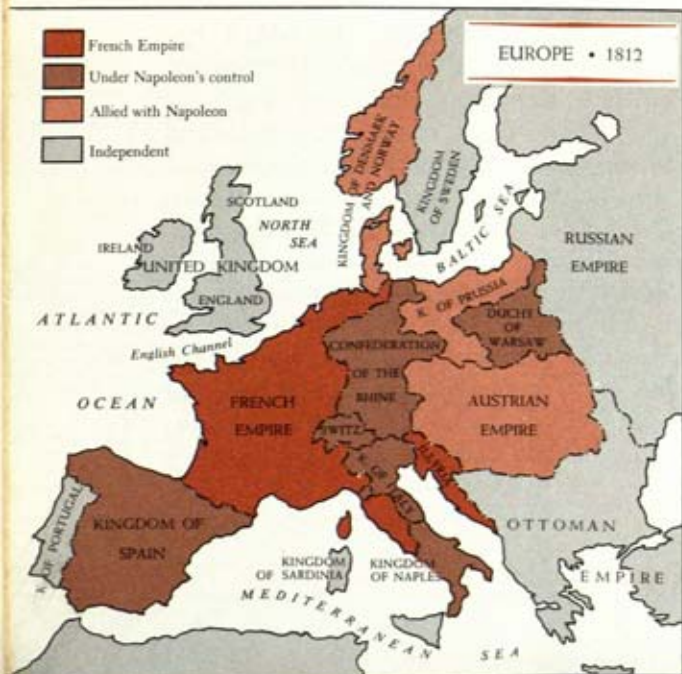 EUROPE • 1812
French Empire
Under Napoleon's control
Allied with Napoleon
Independent
KINGDOM OF DENMARK
AND NORWAY
KINGDOM
OF SWEDEN
SCOTLAND
NORTH
SEA
IRELAND
UNITED KINGDOM
ENGLAND
BALTIC SEA
RUSSIAN
EMPIRE
ATLANTIC
OCEAN
English Channel
K. OF PRUSSIA
DUCHY
OF
WARSAW
CONFEDERATION
OF THE
RHINE
FRENCH
EMPIRE
AUSTRIAN
EMPIRE
SWITZ.
K. OF ITALY
K. OF PORTUGAL
KINGDOM OF
SPAIN
KINGDOM
OF SARDINIA
KINGDOM
OF NAPLES
OTTOMAN
EMPIRE
MEDITERRANEAN
SEA